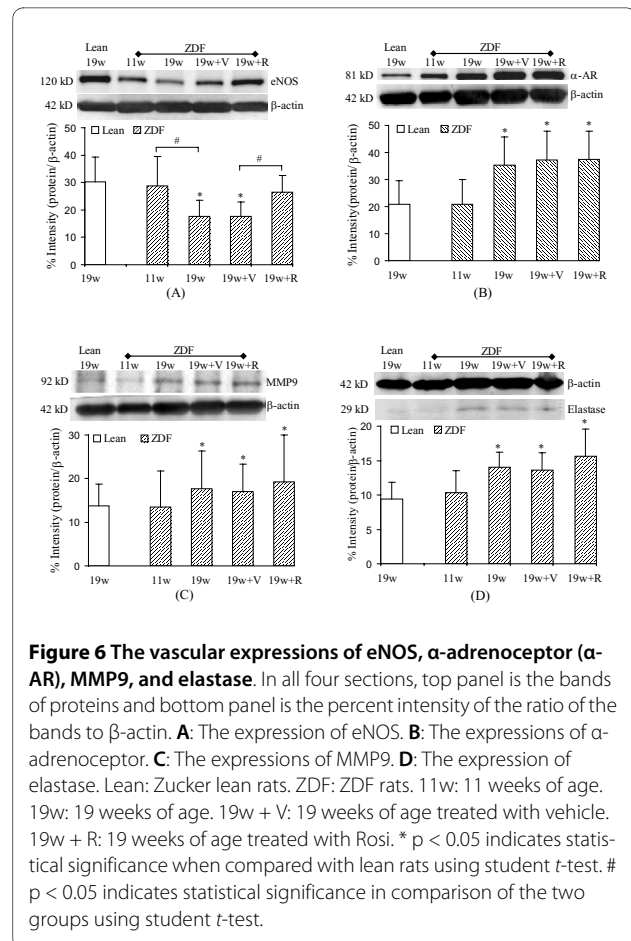 Lean ZDF
19w 11w 19w 19w+V 19w+R
120 kD eNOS
42 kD β-actin
% Intensity (protein/ β-actin)
50
40
30
20
10
0
Lean ZDF
# #
* *
19w 11w 19w 19w+V 19w+R
(A)
Lean ZDF
19w 11w 19w 19w+V 19w+R
81 kD α-AR
42 kD β-actin
% Intensity (protein/ β-actin)
50
40
30
20
10
0
Lean ZDF
* * *
19w 11w 19w 19w+V 19w+R
(B)
Lean ZDF
19w 11w 19w 19w+V 19w+R
92 kD MMP9
42 kD β-actin
% Intensity (protein/β-actin)
30
20
10
0
Lean ZDF
* * *
19w 11w 19w 19w+V 19w+R
(C)
Lean ZDF
19w 11w 19w 19w+V 19w+R
42 kD β-actin
29 kD Elastase
% Intensity (protein/β-actin)
20
15
10
5
0
Lean ZDF
* * *
19w 11w 19w 19w+V 19w+R
(D)
Figure 6 The vascular expressions of eNOS, α-adrenoceptor (α-
AR), MMP9, and elastase. In all four sections, top panel is the bands
of proteins and bottom panel is the percent intensity of the ratio of the
bands to β-actin. A: The expression of eNOS. B: The expressions of α-
adrenoceptor. C: The expressions of MMP9. D: The expression of
elastase. Lean: Zucker lean rats. ZDF: ZDF rats. 11w: 11 weeks of age.
19w: 19 weeks of age. 19w + V: 19 weeks of age treated with vehicle.
19w + R: 19 weeks of age treated with Rosi. * p < 0.05 indicates statis-
tical significance when compared with lean rats using student t-test. #
p < 0.05 indicates statistical significance in comparison of the two
groups using student t-test.